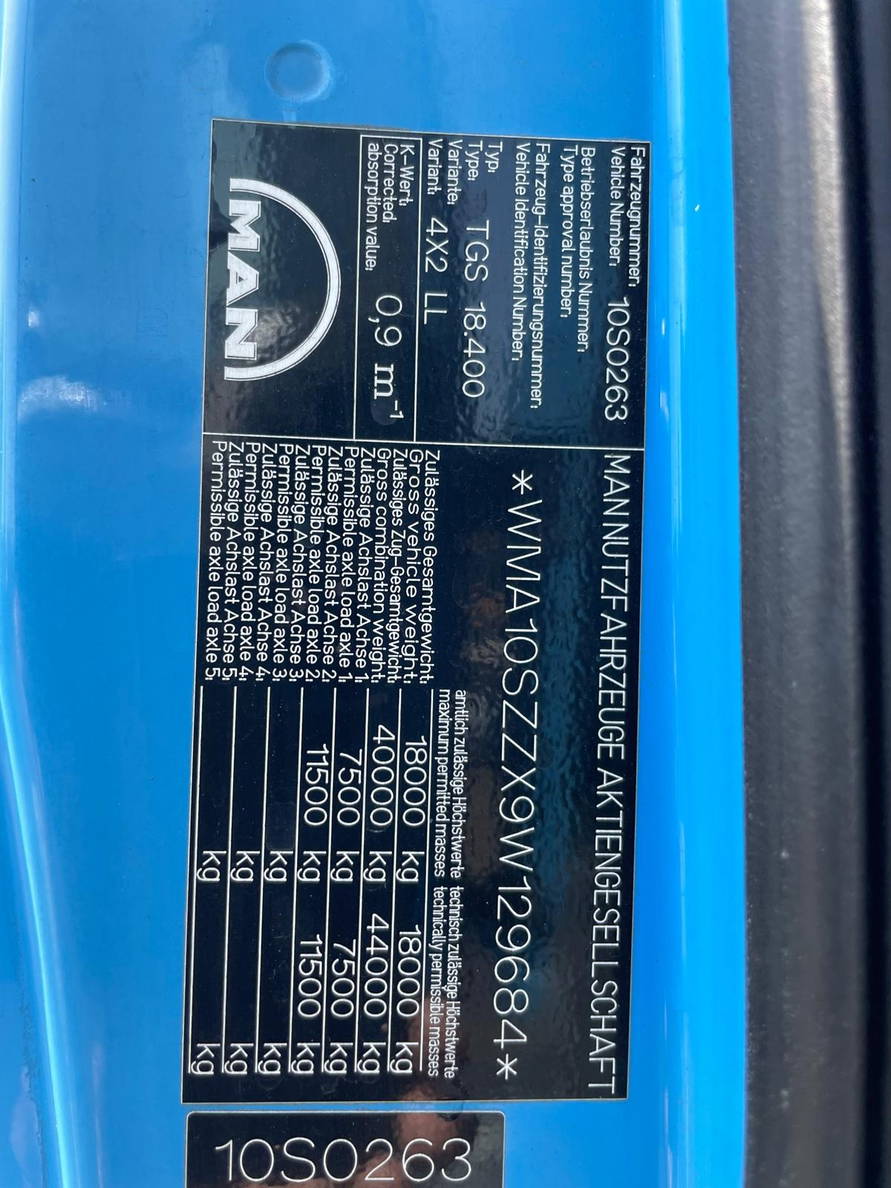 Fahrzeugnummer:
Vehicle Number: 10S0263
Betriebserlaubnis Nummer:
Type approval number:
Fahrzeug-Identifizierungsnummer:
Vehicle Identification Number:
Typ:
Type: TGS 18.400
Variante:
Variant: 4X2 LL
K-Wert:
Corrected
absorption value: 0,9 m⁻¹
MAN
MAN NUTZFAHRZEUGE AKTIENGESELLSCHAFT
*WMA10SZZX9W129684*
amtlich zulässige Höchstwerte technisch zulässige Höchstwerte
maximum permitted masses technically permissible masses
Zulässiges Gesamtgewicht:
Gross vehicle weight: 18000 kg 18000 kg
Zulässiges Zug-Gesamtgewicht:
Gross combination weight: 40000 kg 44000 kg
Zulässige Achslast Achse 1:
Permissible axle load axle 1: 7500 kg 7500 kg
Zulässige Achslast Achse 2:
Permissible axle load axle 2: 11500 kg 11500 kg
Zulässige Achslast Achse 3:
Permissible axle load axle 3: kg kg
Zulässige Achslast Achse 4:
Permissible axle load axle 4: kg kg
Zulässige Achslast Achse 5:
Permissible axle load axle 5: kg kg
10S0263